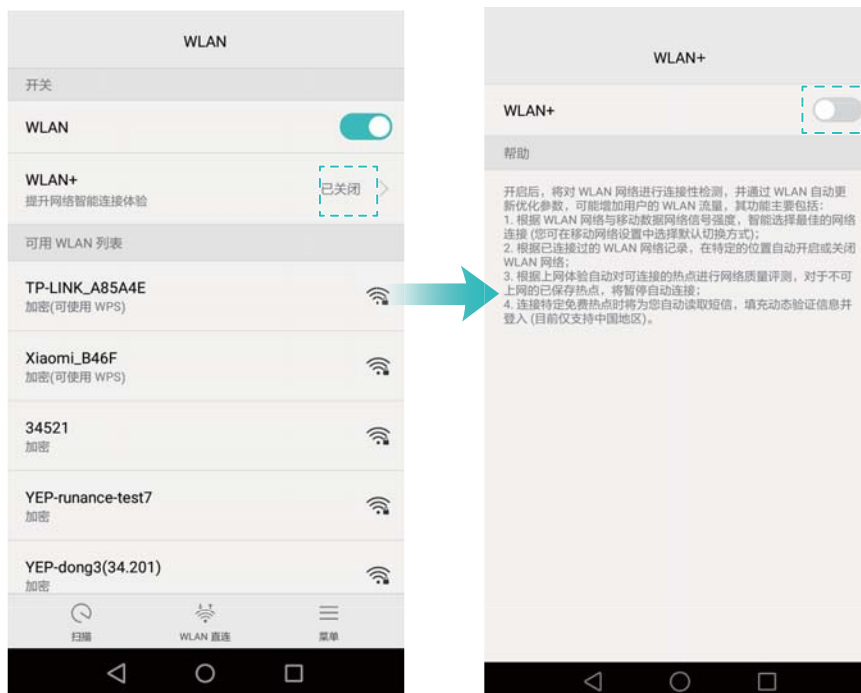 WLAN
开关
WLAN
WLAN+
提升网络智能连接体验
已关闭
可用 WLAN 列表
TP-LINK_A85A4E
加密(可使用 WPS)
Xiaomi_B46F
加密(可使用 WPS)
34521
加密
YEP-runance-test7
加密
YEP-dong3(34.201)
加密
扫描
WLAN 直连
菜单
WLAN+
WLAN+
帮助
开启后，将对 WLAN 网络进行连接性检测，并通过 WLAN 自动更
新优化参数，可能增加用户的 WLAN 流量，其功能主要包括：
1. 根据 WLAN 网络与移动数据网络信号强度，智能选择最佳的网络
连接 (您可在移动网络设置中选择默认切换方式)；
2. 根据已连接过的 WLAN 网络记录，在特定的位置自动开启或关闭
WLAN 网络；
3. 根据上网体验自动对可连接的热点进行网络质量评测，对于不可
上网的已保存热点，将暂停自动连接；
4. 连接特定免费热点时将为您自动读取短信，填充动态验证信息并
登入 (目前仅支持中国地区)。